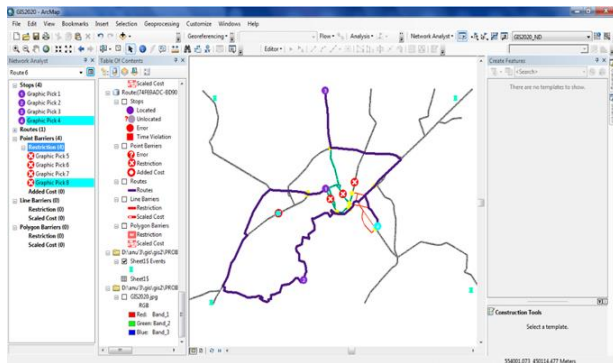 GIS2020 - ArcMap
File Edit View Bookmarks Insert Selection Geoprocessing Customize Windows Help
Georeferencing
Flow
Analysis
Network Analyst
GIS2020_ND
Editor
Network Analyst
Route 6
Stops (4)
Graphic Pick 1
Graphic Pick 2
Graphic Pick 3
Graphic Pick 4
Routes (1)
Point Barriers (4)
Restriction (4)
Graphic Pick 5
Graphic Pick 6
Graphic Pick 7
Graphic Pick 8
Added Cost (0)
Line Barriers (0)
Restriction (0)
Scaled Cost (0)
Polygon Barriers (0)
Restriction (0)
Scaled Cost (0)
Table Of Contents
Scaled Cost
Stops
Located
Unlocated
Error
Time Violation
Point Barriers
Error
Restriction
Added Cost
Routes
Routes
Line Barriers
Restriction
Scaled Cost
Polygon Barriers
Restriction
Scaled Cost
Sheet1$ Events
Sheet1$
GIS2020.jpg
RGB
Red: Band_1
Green: Band_2
Blue: Band_3
Create Features
<Search>
There are no templates to show.
Construction Tools
Select a template.